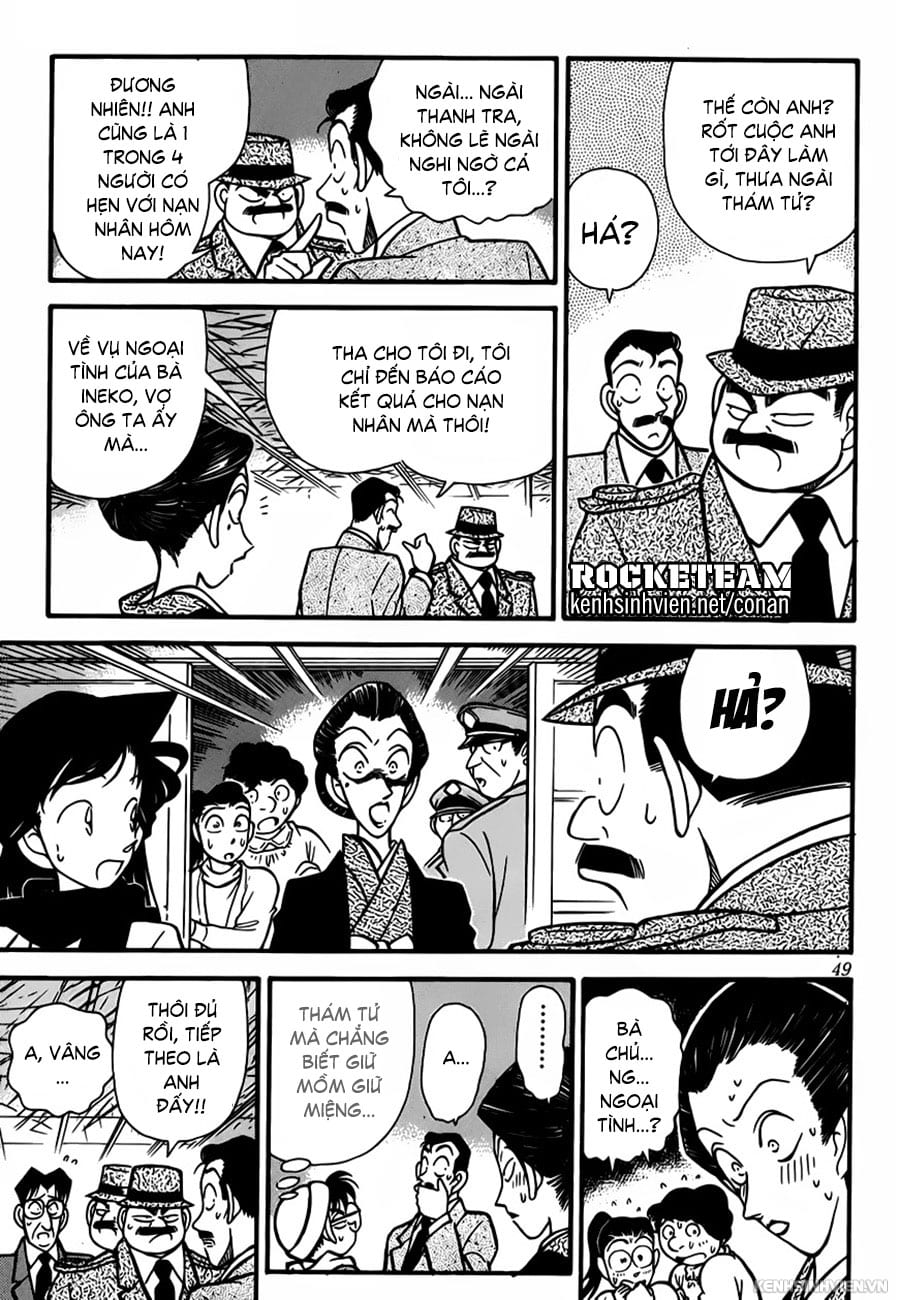 THẾ CÒN ANH?
RỐT CUỘC ANH
TỚI ĐÂY LÀM
GÌ, THƯA NGÀI
THÁM TỬ?
HÁ?
ROCKETEAM
kenhsinhvien.net/conan
NGÀI... NGÀI
THANH TRA,
KHÔNG LẼ NGÀI
NGHI NGỜ CẢ
TÔI...?
ĐƯƠNG
NHIÊN!! ANH
CŨNG LÀ 1
TRONG 4
NGƯỜI CÓ
HẸN VỚI NẠN
NHÂN HÔM
NAY!
THA CHO TÔI ĐI, TÔI
CHỈ ĐẾN BÁO CÁO
KẾT QUẢ CHO NẠN
NHÂN MÀ THÔI!
VỀ VỤ NGOẠI
TÌNH CỦA BÀ
INEKO, VỢ
ÔNG TA ẤY
MÀ...
HẢ?
49
BÀ
CHỦ...
NG...
NGOẠI
TÌNH...?
.........
A...
THÁM TỬ
MÀ CHẲNG
BIẾT GIỮ
MỒM GIỮ
MIỆNG...
THÔI ĐỦ
RỒI, TIẾP
THEO LÀ
ANH
ĐẤY!!
A, VÂNG
...
KENHSINHVIEN.VN